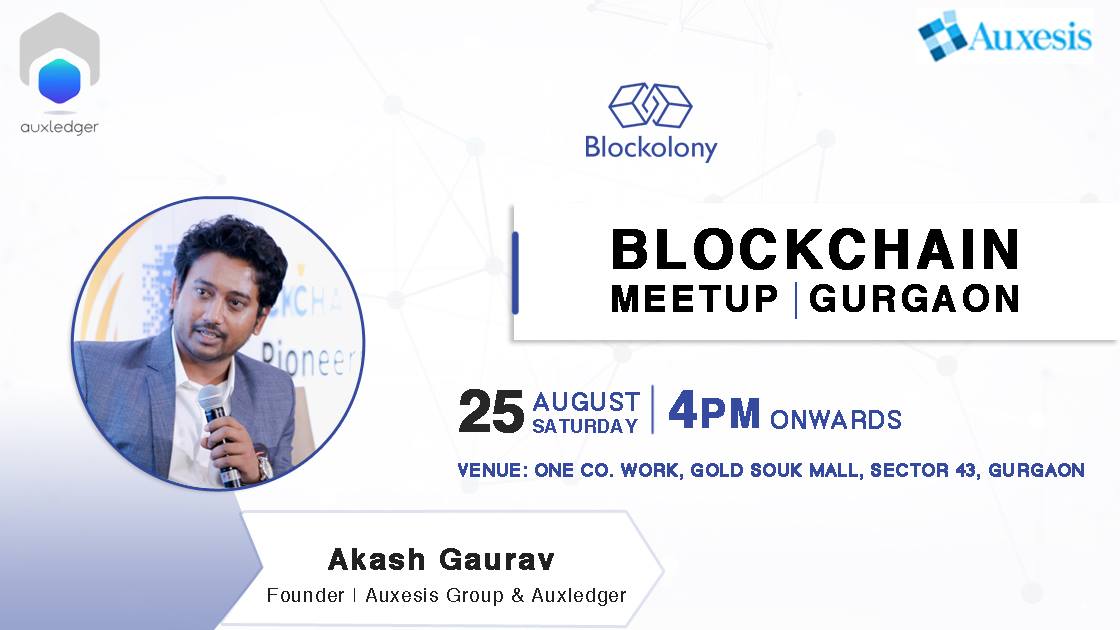 auxledger
Auxesis
Blockolony
BLOCKCHAIN
MEETUP | GURGAON
25 AUGUST SATURDAY | 4PM ONWARDS
VENUE: ONE CO. WORK, GOLD SOUK MALL, SECTOR 43, GURGAON
CKCHA
Pioneer
Akash Gaurav
Founder | Auxesis Group & Auxledger